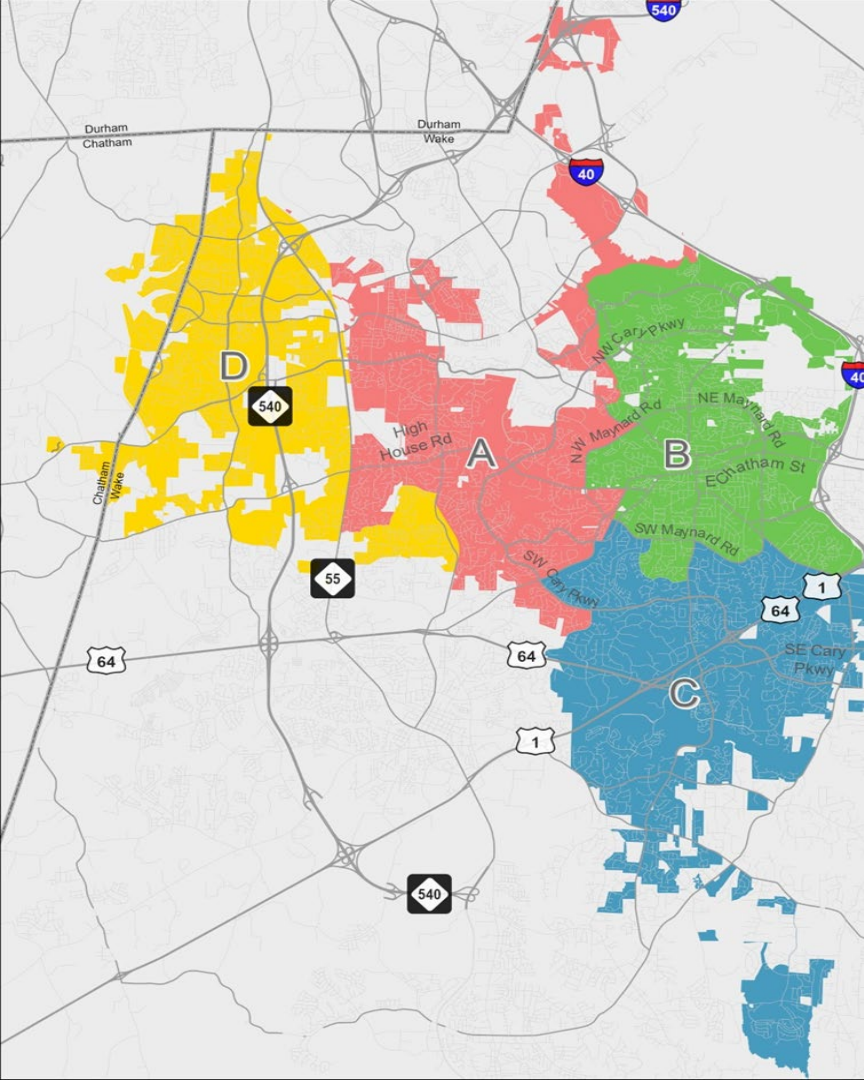 540
Durham
Chatham
Durham
Wake
40
NW Cary Pkwy
D
40
540
NE Maynard Rd
High
House Rd
NW Maynard Rd
A
B
EChatham St
Chatham
Wake
SW Maynard Rd
55
SW Cary Pkwy
1
64
64
64
SE Cary
Pkwy
C
1
540